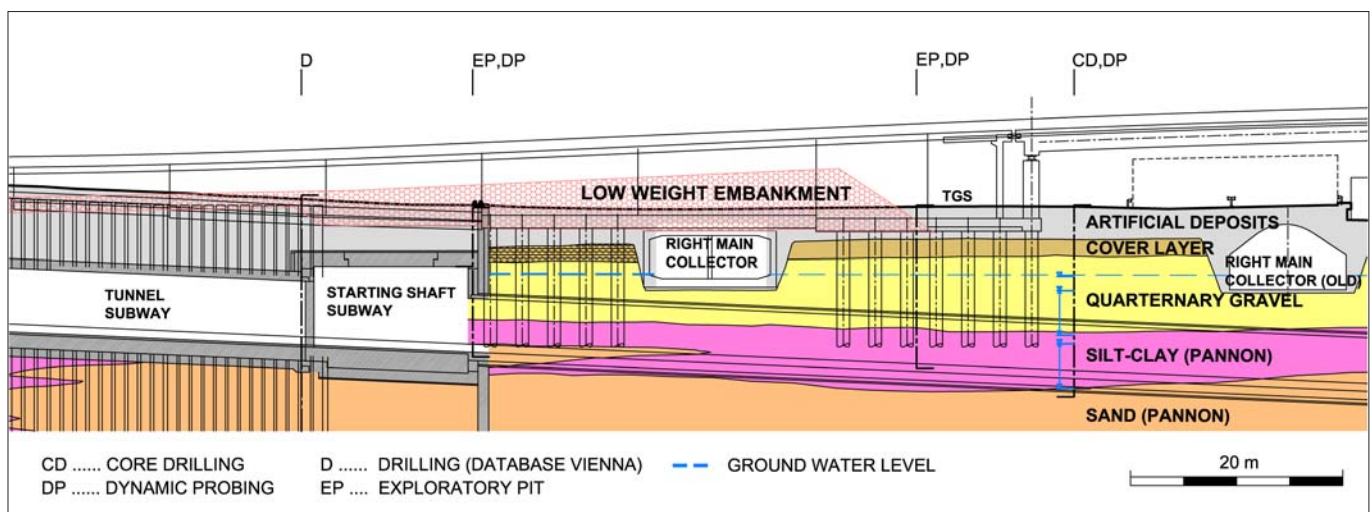 D
EP,DP
EP,DP
CD,DP
LOW WEIGHT EMBANKMENT
TGS
ARTIFICIAL DEPOSITS
COVER LAYER
RIGHT MAIN
COLLECTOR
RIGHT MAIN
COLLECTOR (OLD)
TUNNEL
SUBWAY
STARTING SHAFT
SUBWAY
QUARTERNARY GRAVEL
SILT-CLAY (PANNON)
SAND (PANNON)
CD ...... CORE DRILLING
D ...... DRILLING (DATABASE VIENNA)
GROUND WATER LEVEL
20 m
DP ...... DYNAMIC PROBING
EP .... EXPLORATORY PIT